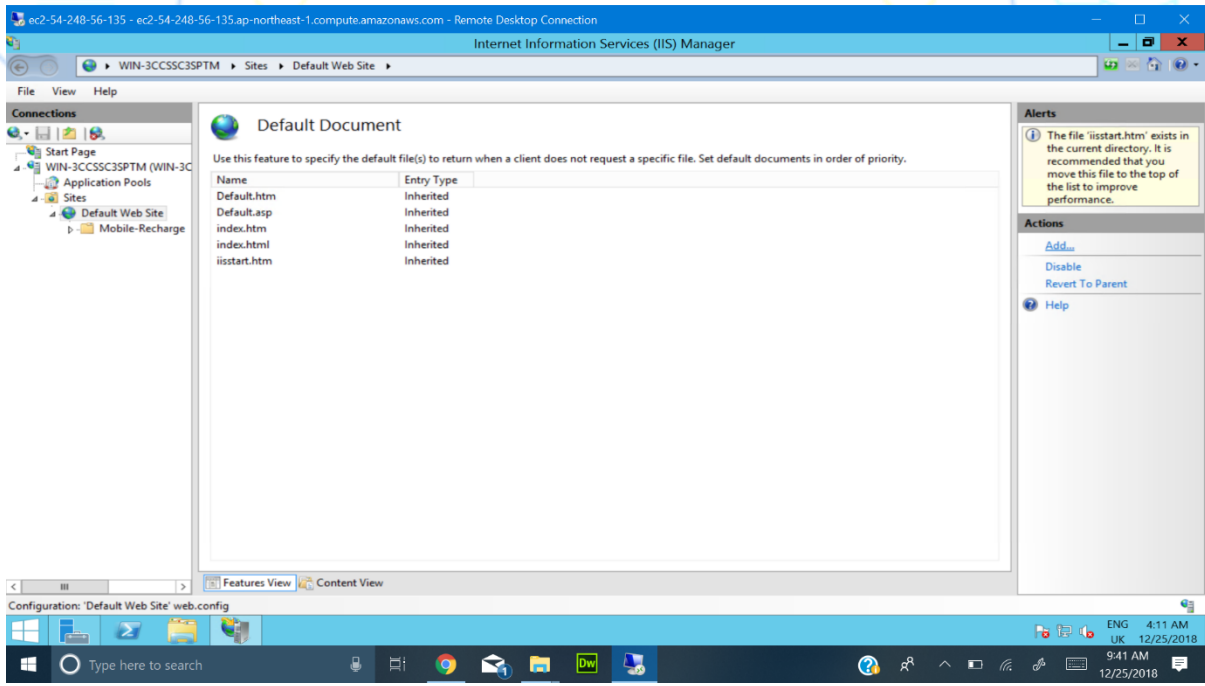 ec2-54-248-56-135 - ec2-54-248-56-135.ap-northeast-1.compute.amazonaws.com - Remote Desktop Connection
Internet Information Services (IIS) Manager
WIN-3CCSSC3SPTM Sites Default Web Site
File View Help
Connections
Start Page
WIN-3CCSSC3SPTM (WIN-3C
Application Pools
Sites
Default Web Site
Mobile-Recharge
Default Document
Use this feature to specify the default file(s) to return when a client does not request a specific file. Set default documents in order of priority.
Name Entry Type
Default.htm Inherited
Default.asp Inherited
index.htm Inherited
index.html Inherited
iisstart.htm Inherited
Alerts
The file 'iisstart.htm' exists in
the current directory. It is
recommended that you
move this file to the top of
the list to improve
performance.
Actions
Add...
Disable
Revert To Parent
Help
Features View Content View
Configuration: 'Default Web Site' web.config
ENG 4:11 AM
UK 12/25/2018
Type here to search
Dw
1
9:41 AM
12/25/2018